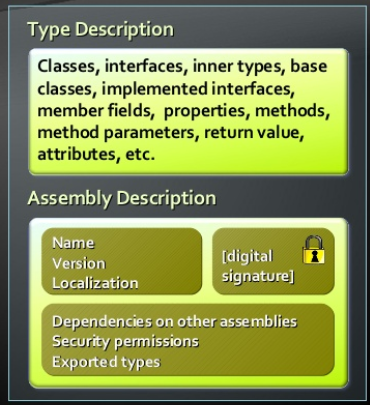 Type Description
Classes, interfaces, inner types, base
classes, implemented interfaces,
member fields,  properties, methods,
method parameters, return value,
attributes, etc.
Assembly Description
Name
Version
Localization
[digital
signature]
Dependencies on other assemblies
Security permissions
Exported types